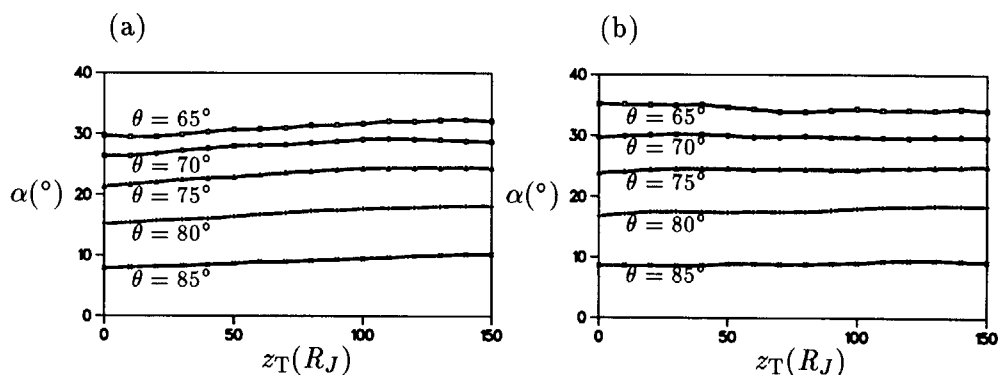 (a)
40
30
20
10
0
α(°)
θ = 65°
θ = 70°
θ = 75°
θ = 80°
θ = 85°
0 50 100 150
z_T(R_J)
(b)
40
30
20
10
0
α(°)
θ = 65°
θ = 70°
θ = 75°
θ = 80°
θ = 85°
0 50 100 150
z_T(R_J)